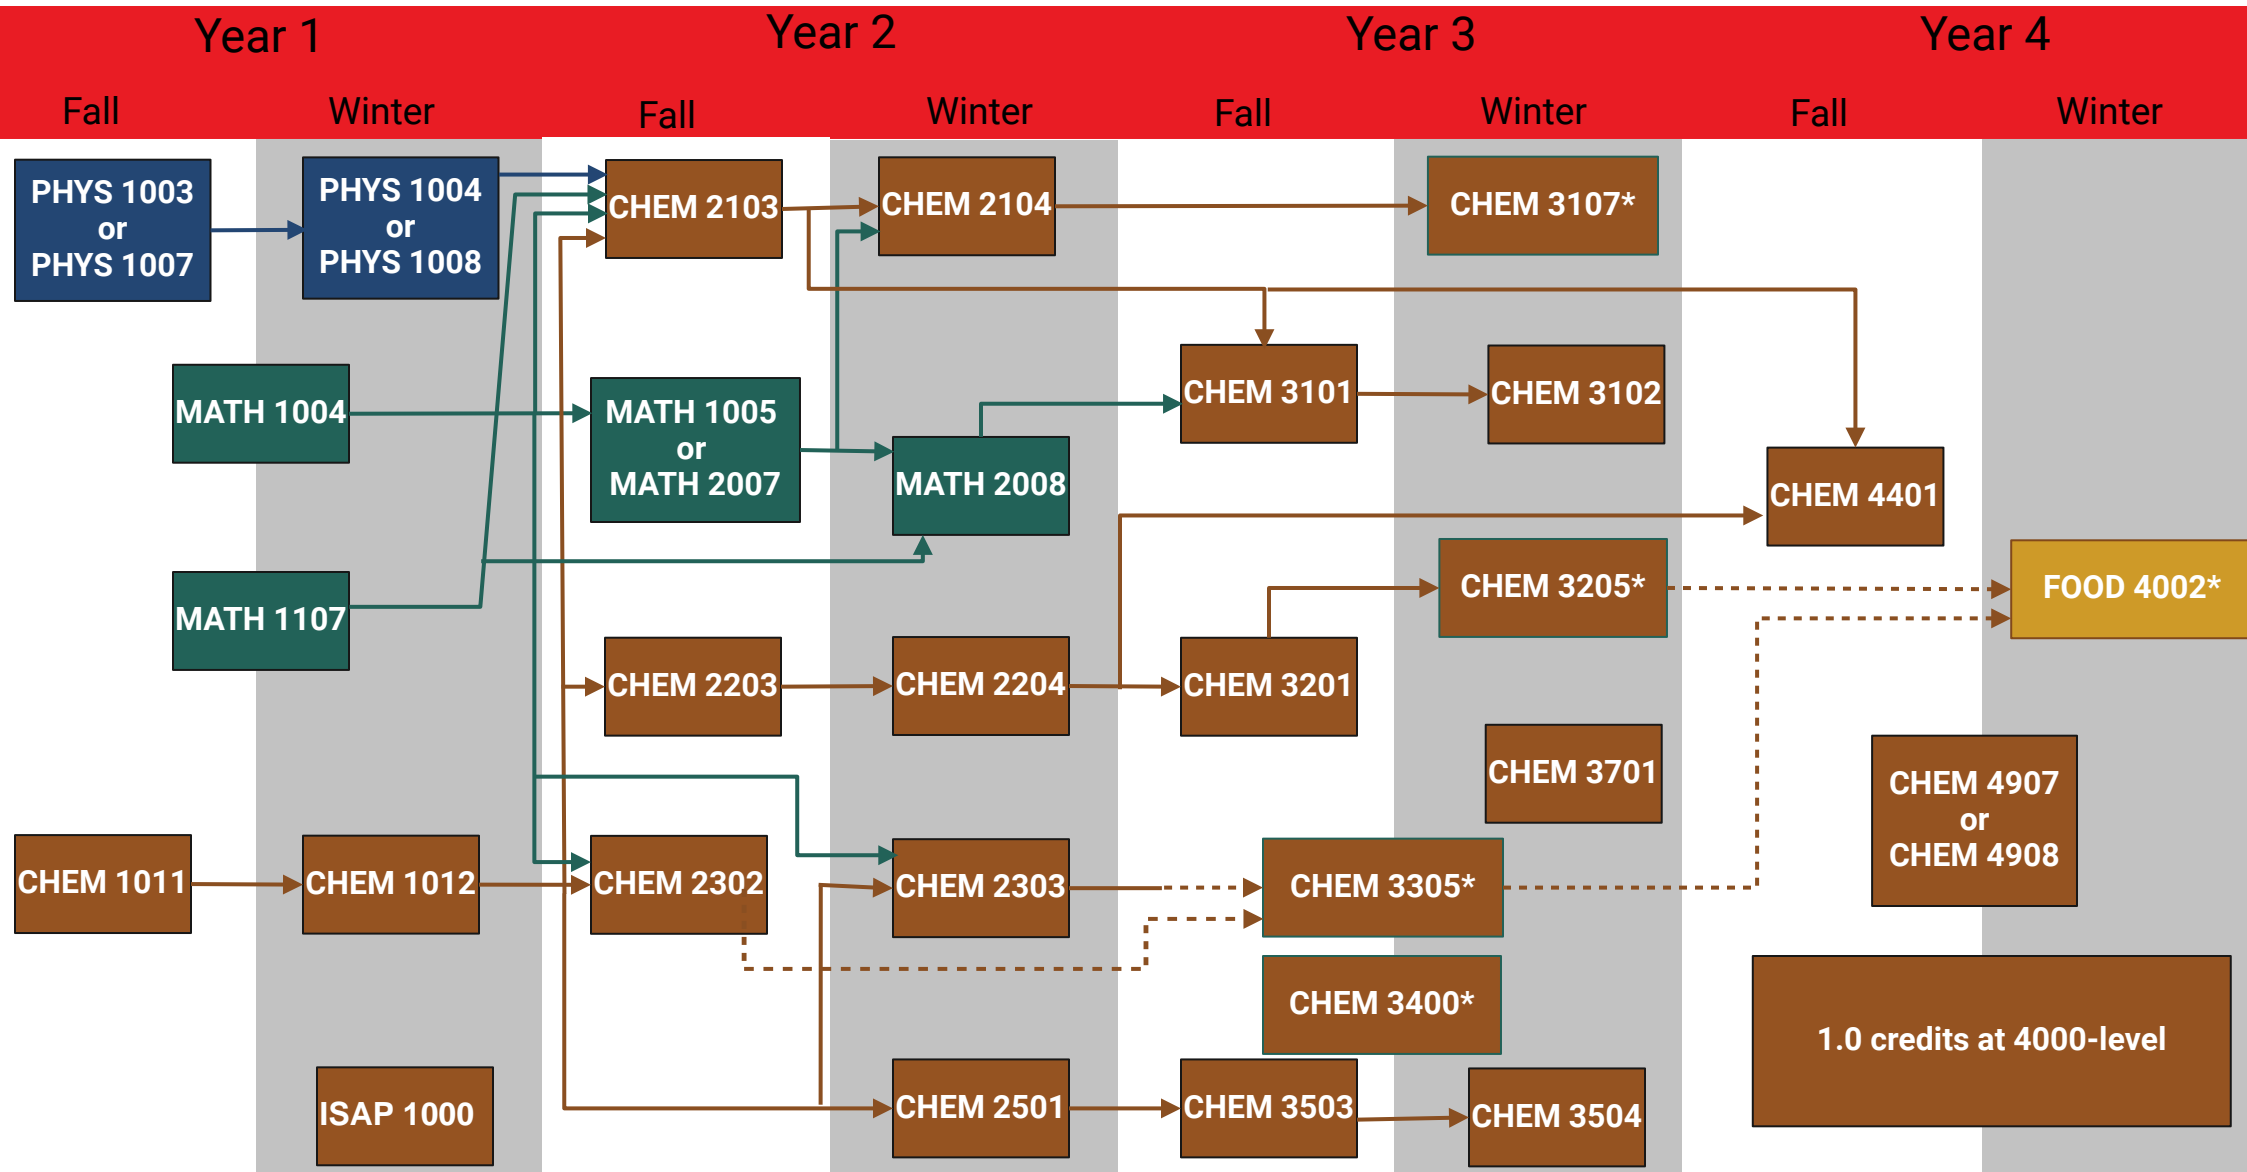 Year 1
Year 2
Year 3
Year 4
Fall
Winter
Fall
Winter
Fall
Winter
Fall
Winter
PHYS 1003
or
PHYS 1007
PHYS 1004
or
PHYS 1008
CHEM 2103
CHEM 2104
CHEM 3107*
MATH 1004
MATH 1005
or
MATH 2007
MATH 2008
CHEM 3101
CHEM 3102
CHEM 4401
MATH 1107
CHEM 2203
CHEM 2204
CHEM 3201
CHEM 3205*
FOOD 4002*
CHEM 3701
CHEM 4907
or
CHEM 4908
CHEM 1011
CHEM 1012
CHEM 2302
CHEM 2303
CHEM 3305*
CHEM 3400*
1.0 credits at 4000-level
ISAP 1000
CHEM 2501
CHEM 3503
CHEM 3504